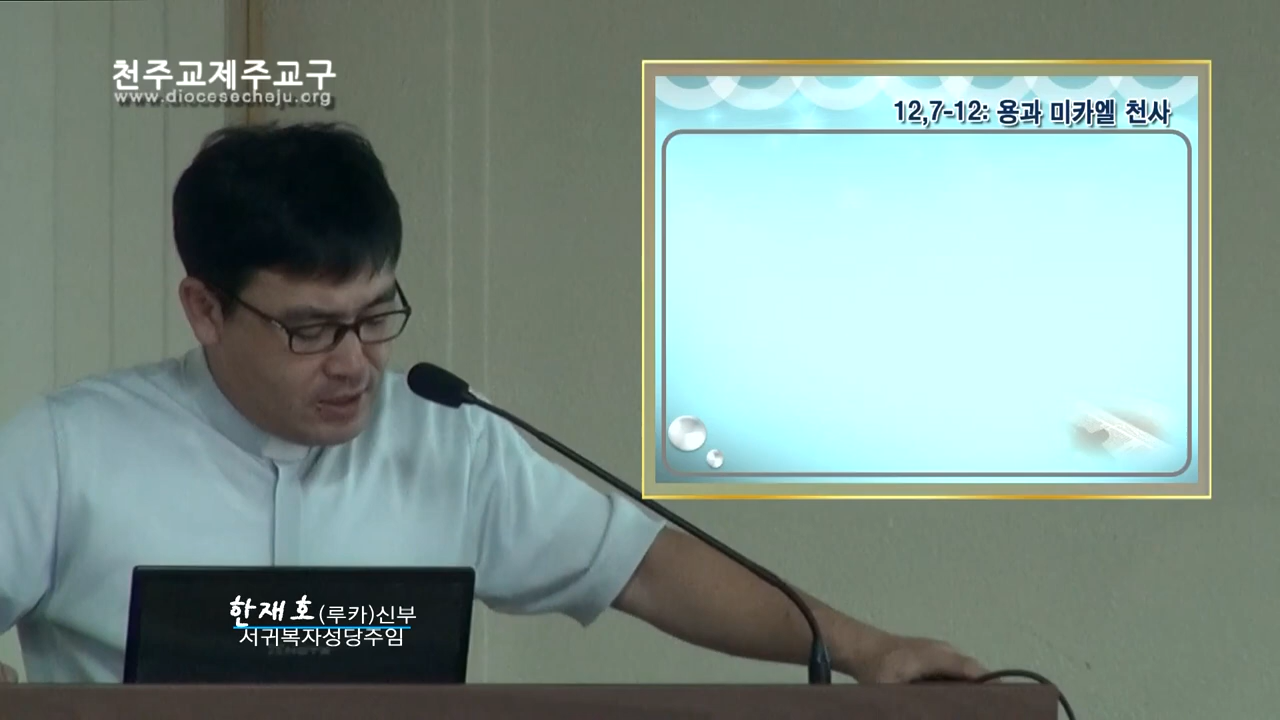 천주교제주교구
www.diocesecheju.org
12,7-12: 용과 미카엘 천사
한재호(루카)신부
서귀복자성당주임